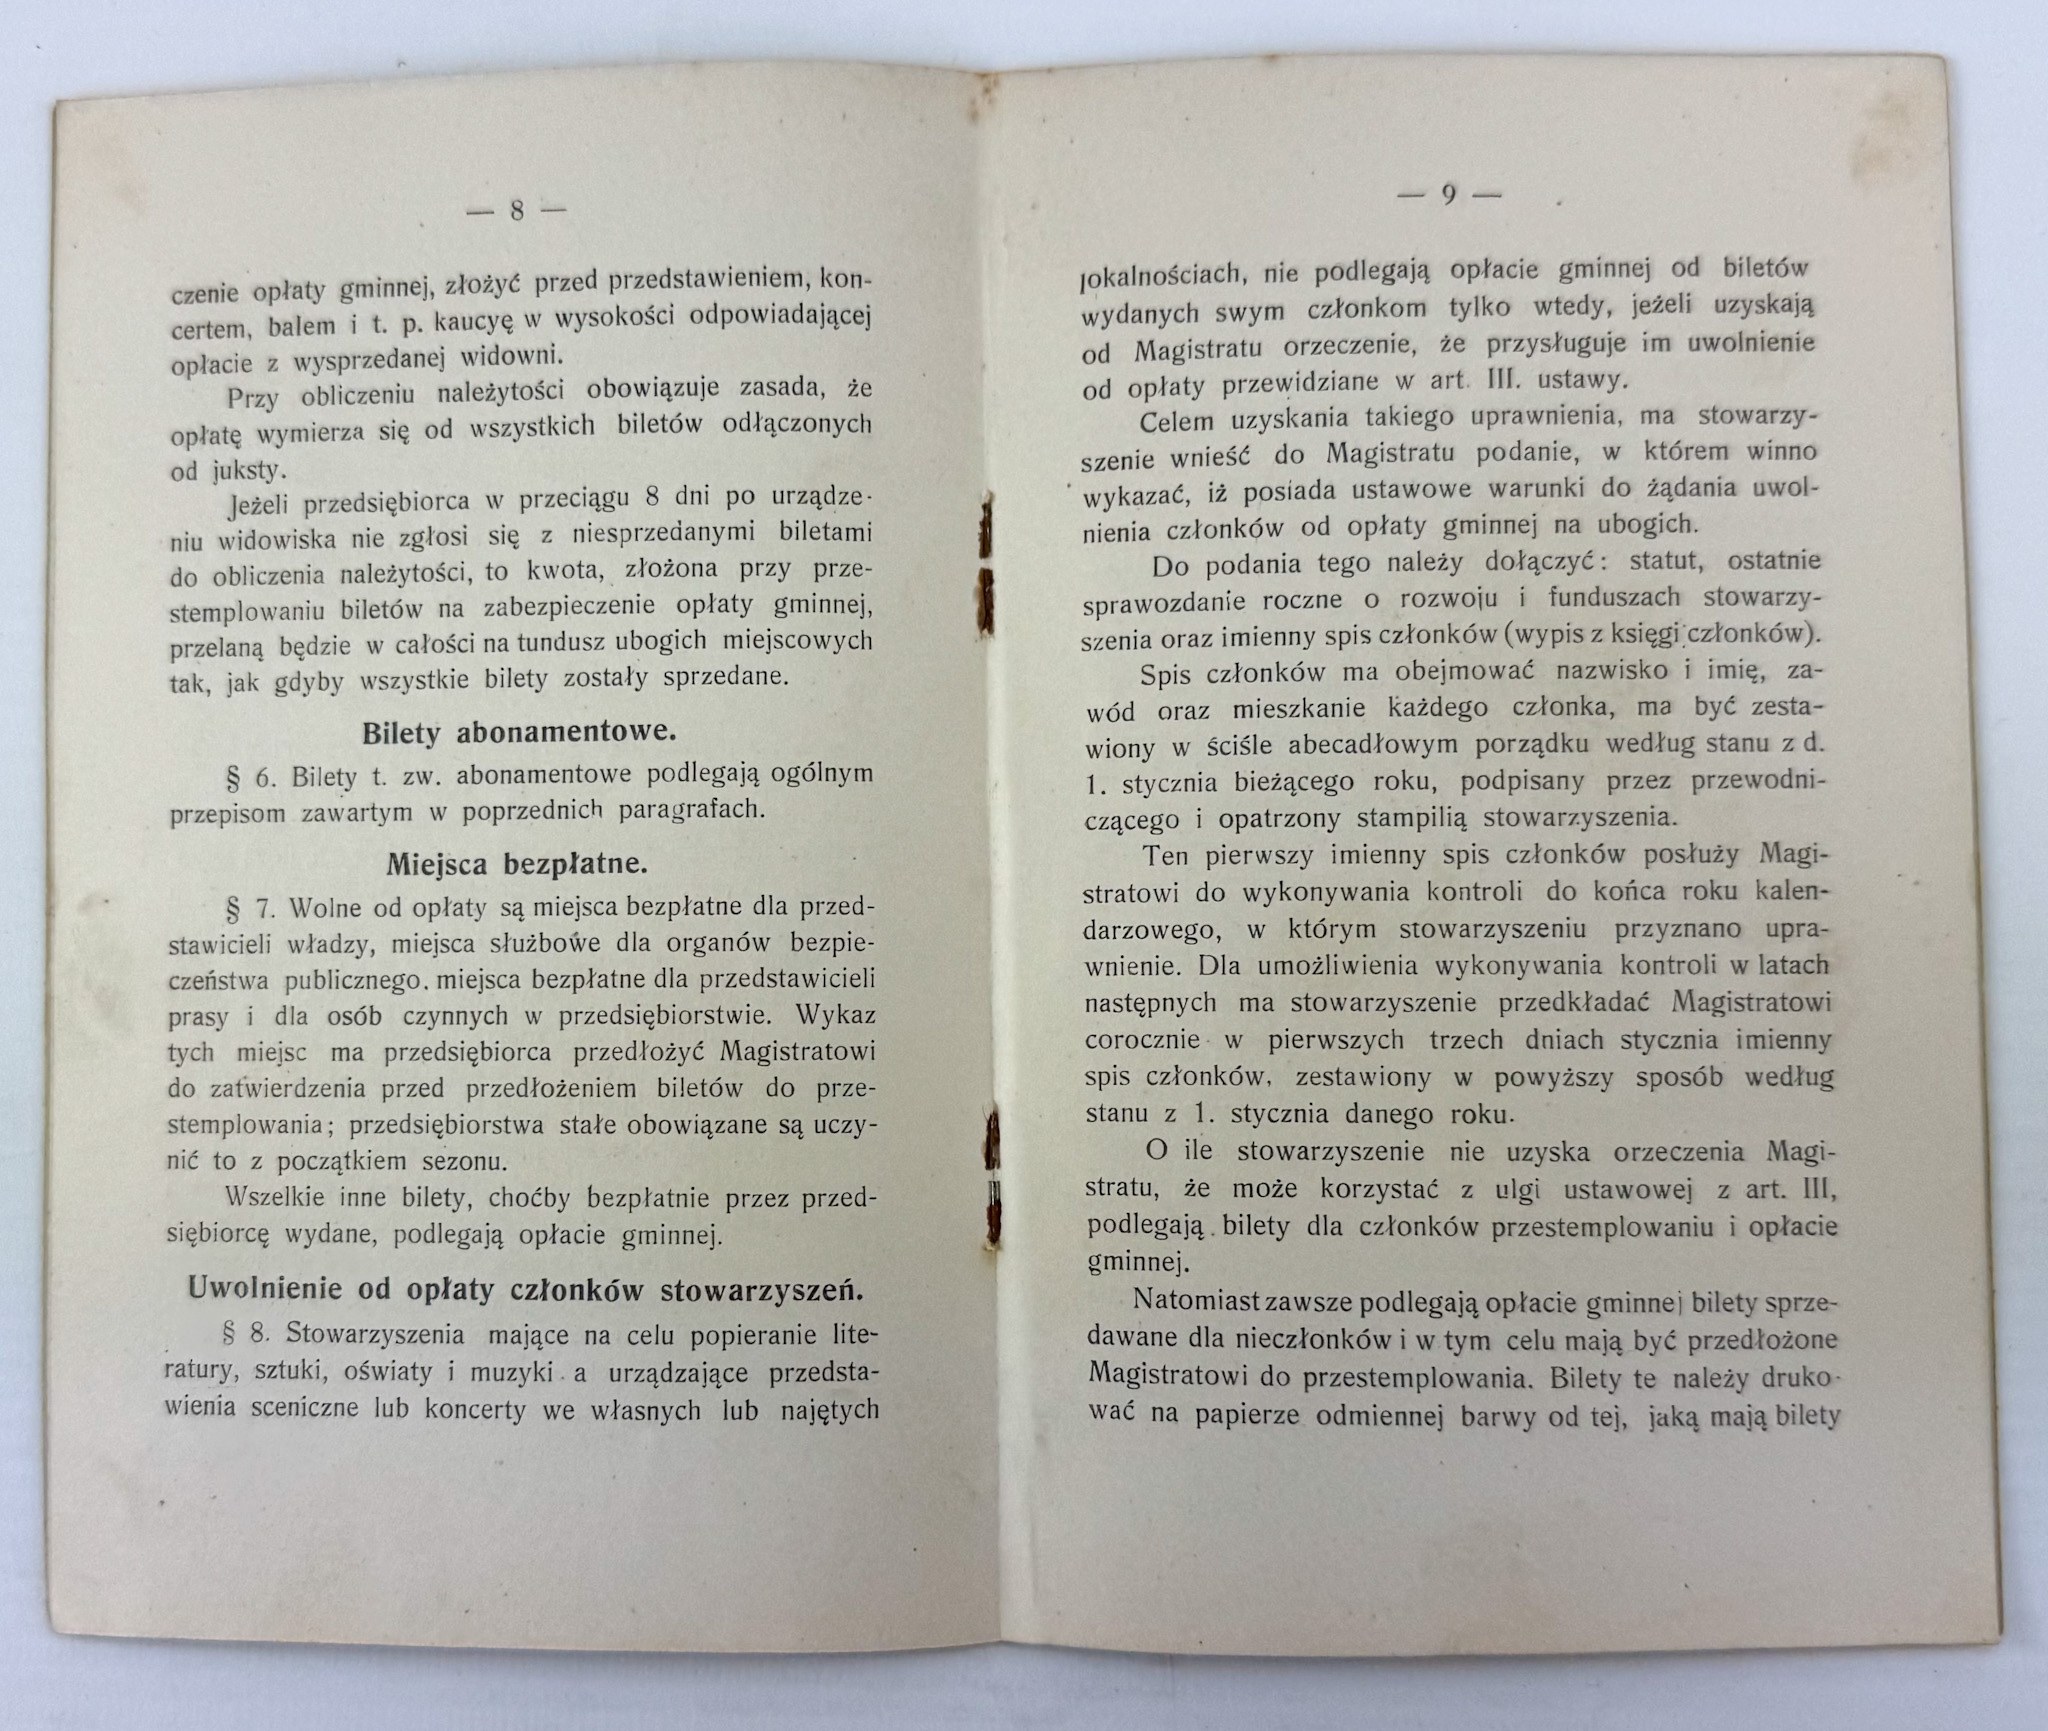 — 8 —
czenie opłaty gminnej, złożyć przed przedstawieniem, kon-
certem, balem i t. p. kaucyę w wysokości odpowiadającej
opłacie z wysprzedanej widowni.
Przy obliczeniu należytości obowiązuje zasada, że
opłatę wymierza się od wszystkich biletów odłączonych
od juksty.
Jeżeli przedsiębiorca w przeciągu 8 dni po urządze-
niu widowiska nie zgłosi się z niesprzedanymi biletami
do obliczenia należytości, to kwota, złożona przy prze-
stemplowaniu biletów na zabezpieczenie opłaty gminnej,
przelaną będzie w całości na tundusz ubogich miejscowych
tak, jak gdyby wszystkie bilety zostały sprzedane.
Bilety abonamentowe.
§ 6. Bilety t. zw. abonamentowe podlegają ogólnym
przepisom zawartym w poprzednich paragrafach.
Miejsca bezpłatne.
§ 7. Wolne od opłaty są miejsca bezpłatne dla przed-
stawicieli władzy, miejsca służbowe dla organów bezpie-
czeństwa publicznego. miejsca bezpłatne dla przedstawicieli
prasy i dla osób czynnych w przedsiębiorstwie. Wykaz
tych miejsc ma przedsiębiorca przedłożyć Magistratowi
do zatwierdzenia przed przedłożeniem biletów do prze-
stemplowania; przedsiębiorstwa stałe obowiązane są uczy-
nić to z początkiem sezonu.
Wszelkie inne bilety, choćby bezpłatnie przez przed-
siębiorcę wydane, podlegają opłacie gminnej.
Uwolnienie od opłaty członków stowarzyszeń.
§ 8. Stowarzyszenia mające na celu popieranie lite-
ratury, sztuki, oświaty i muzyki. a urządzające przedsta-
wienia sceniczne lub koncerty we własnych lub najętych
— 9 —
lokalnościach, nie podlegają opłacie gminnej od biletów
wydanych swym członkom tylko wtedy, jeżeli uzyskają
od Magistratu orzeczenie, że przysługuje im uwolnienie
od opłaty przewidziane w art. III. ustawy.
Celem uzyskania takiego uprawnienia, ma stowarzy-
szenie wnieść do Magistratu podanie, w którem winno
wykazać, iż posiada ustawowe warunki do żądania uwol-
nienia członków od opłaty gminnej na ubogich.
Do podania tego należy dołączyć: statut, ostatnie
sprawozdanie roczne o rozwoju i funduszach stowarzy-
szenia oraz imienny spis członków (wypis z księgi członków).
Spis członków ma obejmować nazwisko i imię, za-
wód oraz mieszkanie każdego członka, ma być zesta-
wiony w ściśle abecadłowym porządku według stanu z d.
1. stycznia bieżącego roku, podpisany przez przewodni-
czącego i opatrzony stampilią stowarzyszenia.
Ten pierwszy imienny spis członków posłuży Magi-
stratowi do wykonywania kontroli do końca roku kalen-
darzowego, w którym stowarzyszeniu przyznano upra-
wnienie. Dla umożliwienia wykonywania kontroli w latach
następnych ma stowarzyszenie przedkładać Magistratowi
corocznie w pierwszych trzech dniach stycznia imienny
spis członków, zestawiony w powyższy sposób według
stanu z 1. stycznia danego roku.
O ile stowarzyszenie nie uzyska orzeczenia Magi-
stratu, że może korzystać z ulgi ustawowej z art. III,
podlegają bilety dla członków przestemplowaniu i opłacie
gminnej.
Natomiast zawsze podlegają opłacie gminnej bilety sprze-
dawane dla nieczłonków i w tym celu mają być przedłożone
Magistratowi do przestemplowania. Bilety te należy druko-
wać na papierze odmiennej barwy od tej, jaką mają bilety